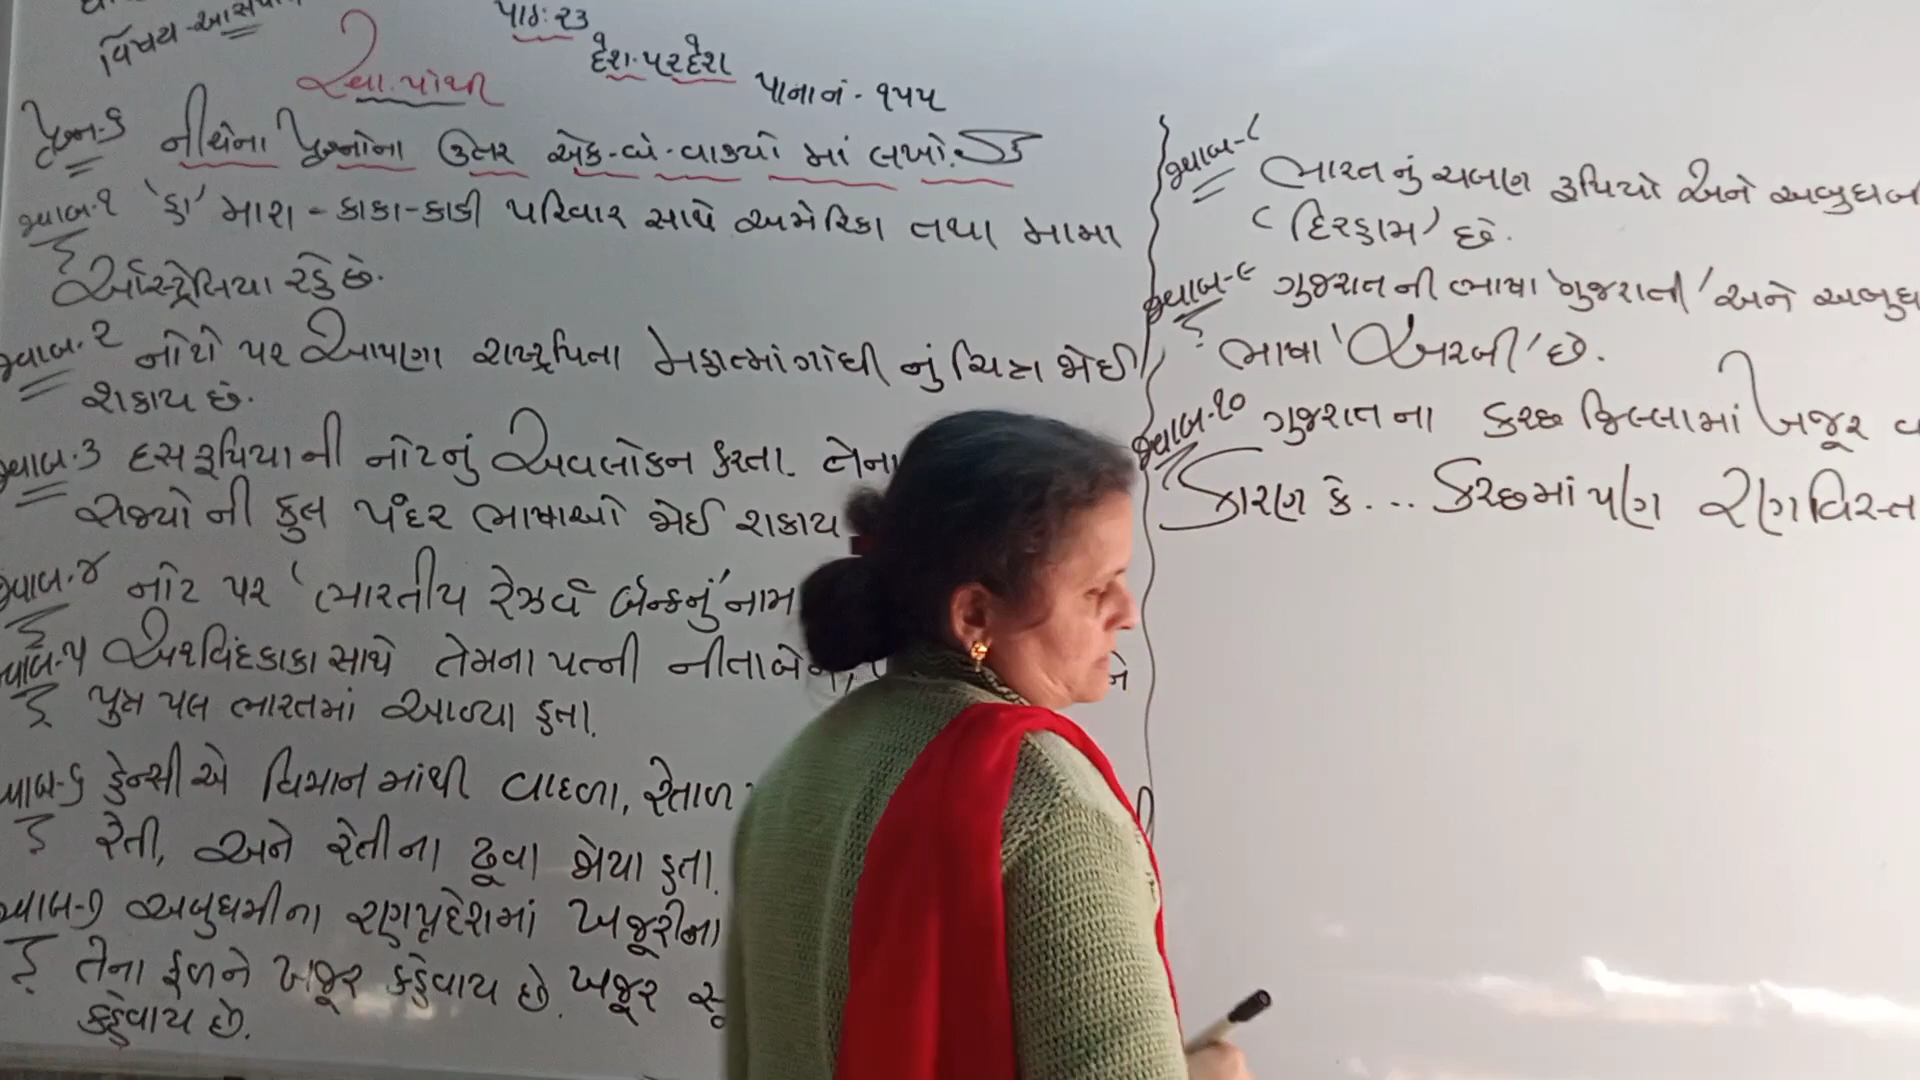 વિષય-આસપાસ
પાઠ: ૨૩
દેશ-પરદેશ
સ્વા. પોથી
પાના નં - ૧૫૫
પ્રશ્ન-ક નીચેના પ્રશ્નોના ઉત્તર એક-બે-વાક્યો માં લખો.
જવાબ-૧ 'હા' મારા - કાકા-કાકી પરિવાર સાથે અમેરિકા તથા મામા
ઓસ્ટ્રેલિયા રહે છે.
જવાબ-૨ નોટો પર આપણા રાષ્ટ્રપિતા મહાત્માગાંધી નું ચિત્ર જોઈ
શકાય છે.
જવાબ-૩ દસ રૂપિયાની નોટનું અવલોકન કરતા. તેના
રાજ્યો ની કુલ પંદર ભાષાઓ જોઈ શકાય
જવાબ-૪ નોટ પર 'ભારતીય રેઝર્વ બેન્કનું' નામ
જવાબ-૫ અરવિંદકાકા સાથે તેમના પત્ની નીતાબેન,
પુત્ર પલ ભારતમાં આવ્યા હતા.
જવાબ-૬ હેન્સીએ વિમાન માંથી વાદળા, રેતાળ
રેતી, અને રેતીના ઢૂવા જોયા હતા.
જવાબ-૭ અબુધાબીના રણપ્રદેશમાં ખજૂરીના
તેના ફળને ખજૂર કહેવાય છે. ખજૂર સૂ
કહેવાય છે.
જવાબ-૮ ભારત નું ચલણ રૂપિયો અને અબુધાબ
(દિરહામ) છે.
જવાબ-૯ ગુજરાત ની ભાષા 'ગુજરાતી' અને અબુધ
ભાષા 'અરબી' છે.
જવાબ-૧૦ ગુજરાત ના કચ્છ જિલ્લામાં ખજૂર
કારણ કે... કચ્છમાં પણ રણવિસ્ત